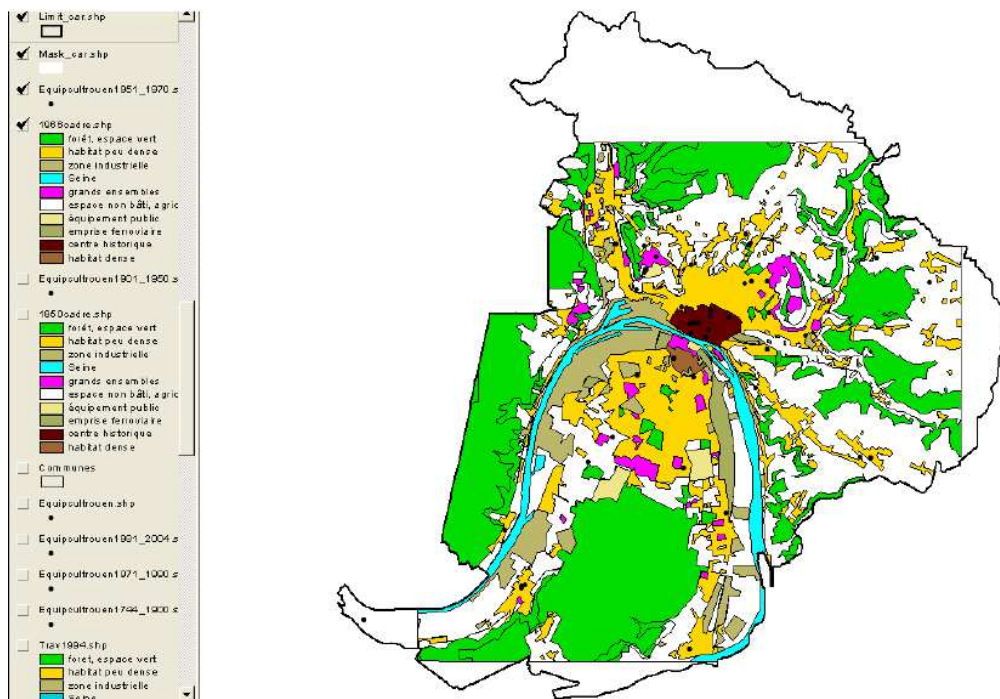 Limit_car.shp
Mask_car.shp
Equipcultrouen1951_1970.s
1966cadre.shp
forêt, espace vert
habitat peu dense
zone industrielle
Seine
grands ensembles
espace non bâti, agric
équipement public
emprise ferroviaire
centre historique
habitat dense
Equipcultrouen1901_1950.s
1950cadre.shp
forêt, espace vert
habitat peu dense
zone industrielle
Seine
grands ensembles
espace non bâti, agric
équipement public
emprise ferroviaire
centre historique
habitat dense
Communes
Equipcultrouen.shp
Equipcultrouen1991_2004.s
Equipcultrouen1971_1990.s
Equipcultrouen1744_1900.s
Trav1994.shp
foret, espace vert
habitat peu dense
zone industrielle
Seine